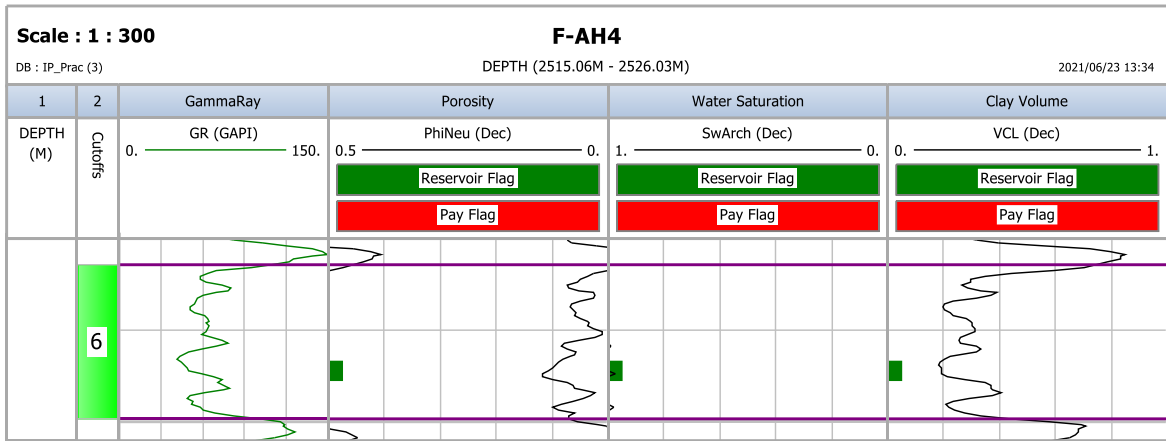 Scale : 1 : 300
F-AH4
DB : IP_Prac (3)
DEPTH (2515.06M - 2526.03M)
2021/06/23 13:34
1
2
GammaRay
Porosity
Water Saturation
Clay Volume
DEPTH
(M)
Cutoffs
GR (GAPI)
0. 150.
PhiNeu (Dec)
0.5 0.
Reservoir Flag
Pay Flag
SwArch (Dec)
1. 0.
Reservoir Flag
Pay Flag
VCL (Dec)
0. 1.
Reservoir Flag
Pay Flag
6